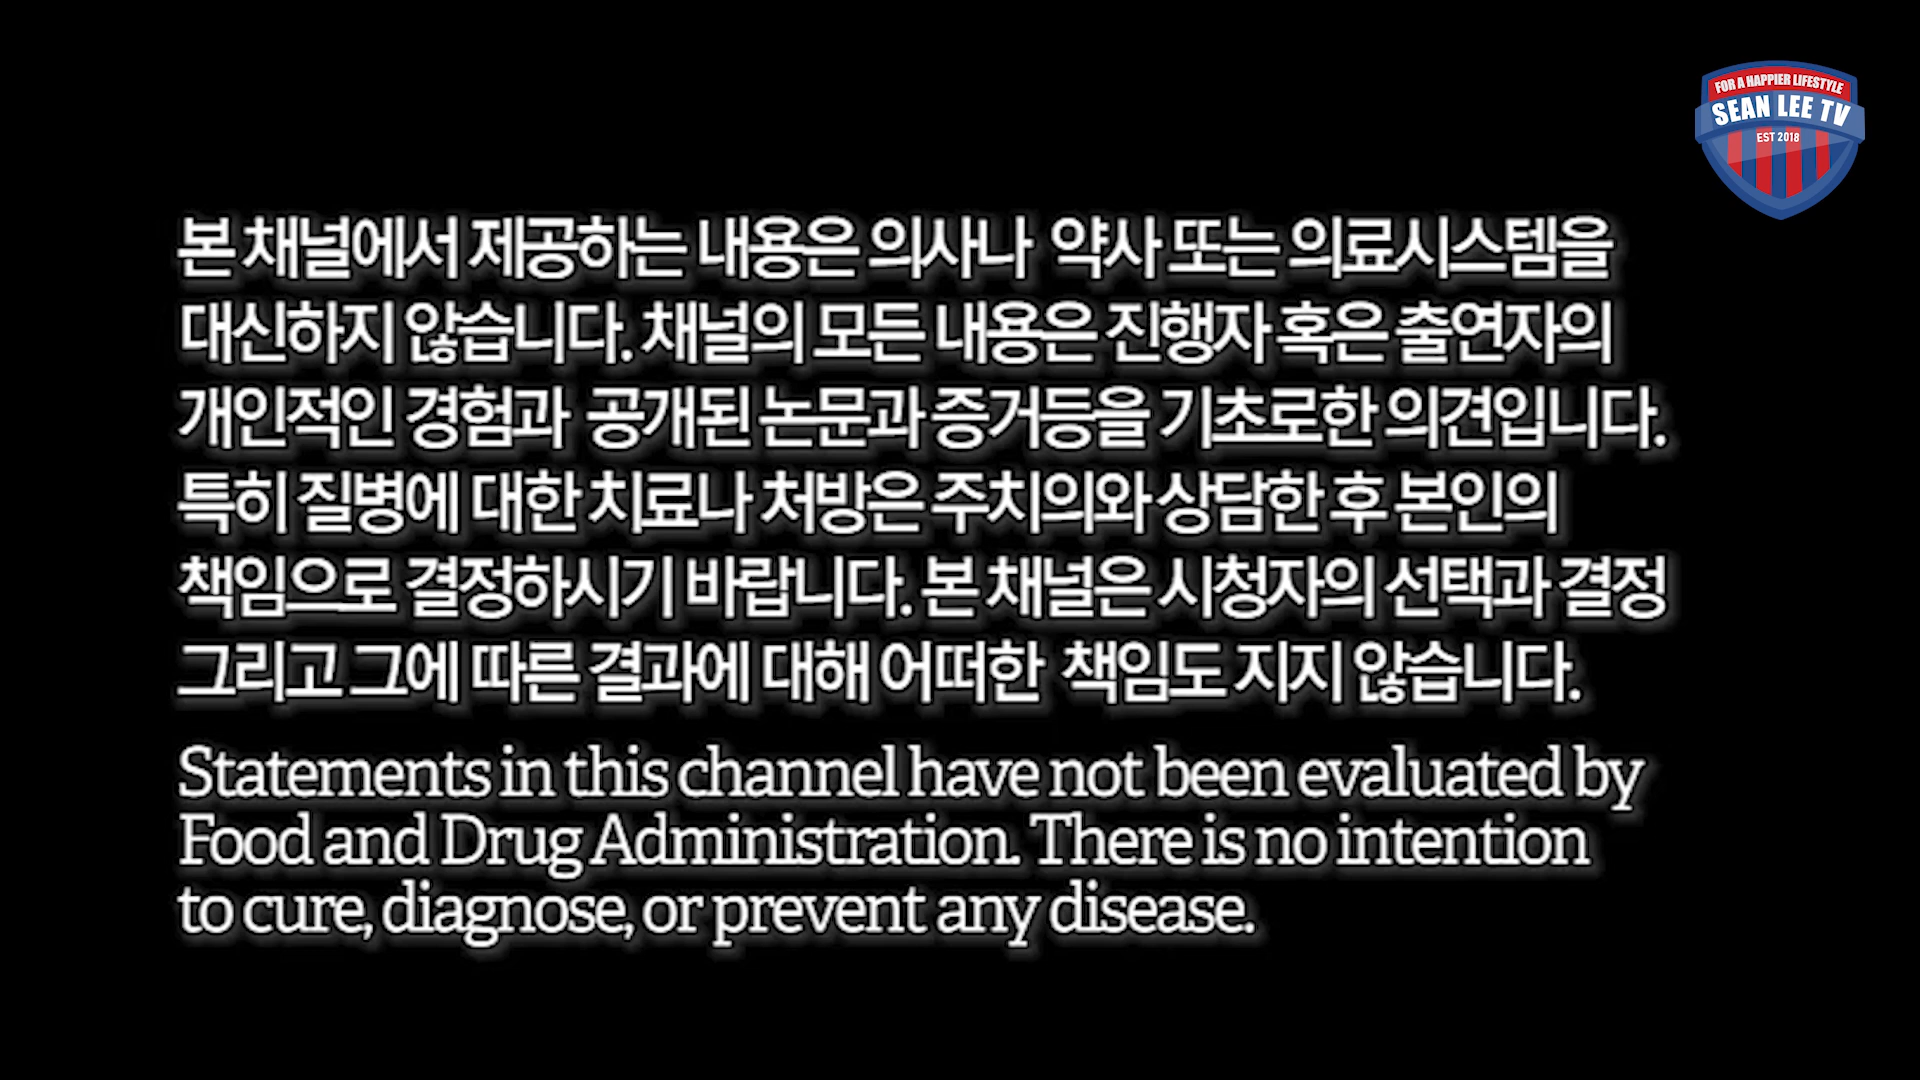 FOR A HAPPIER LIFESTYLE
SEAN LEE TV
EST 2018
본 채널에서 제공하는 내용은 의사나 약사 또는 의료시스템을
대신하지 않습니다. 채널의 모든 내용은 진행자 혹은 출연자의
개인적인 경험과 공개된 논문과 증거등을 기초로한 의견입니다.
특히 질병에 대한 치료나 처방은 주치의와 상담한 후 본인의
책임으로 결정하시기 바랍니다. 본 채널은 시청자의 선택과 결정
그리고 그에 따른 결과에 대해 어떠한 책임도 지지 않습니다.
Statements in this channel have not been evaluated by
Food and Drug Administration. There is no intention
to cure, diagnose, or prevent any disease.